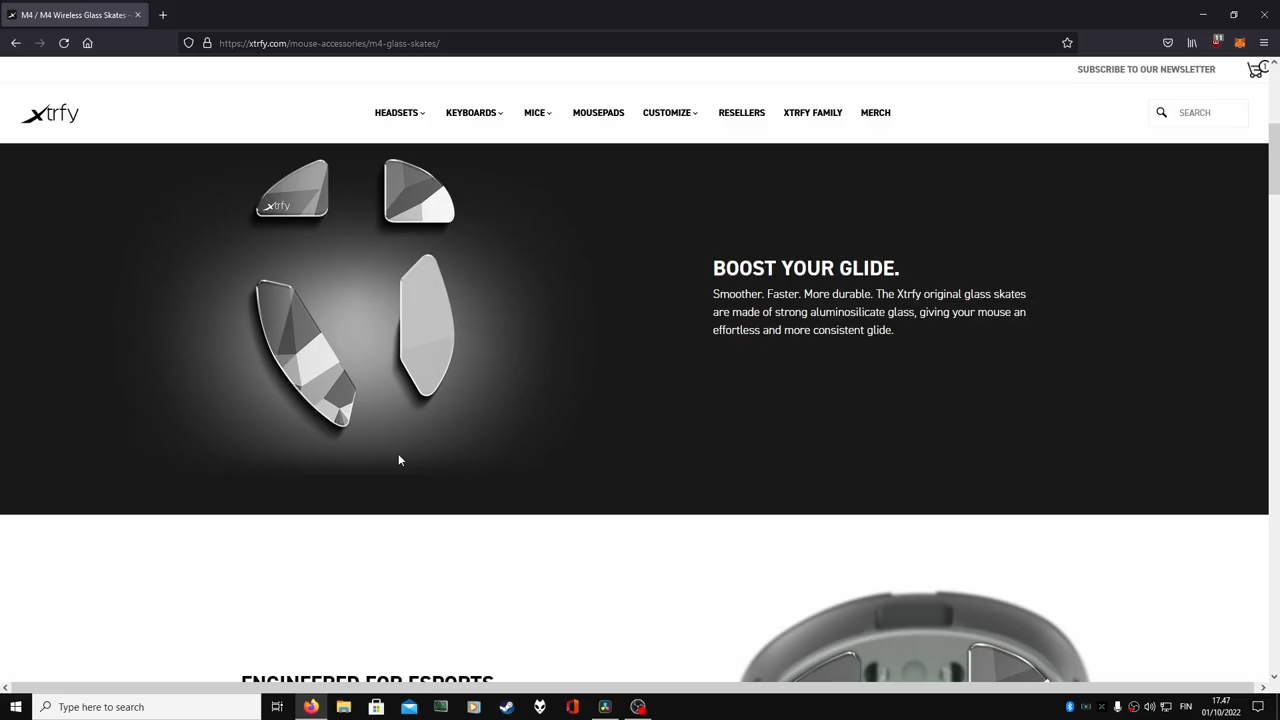 M4 / M4 Wireless Glass Skates -
https://xtrfy.com/mouse-accessories/m4-glass-skates/
11
SUBSCRIBE TO OUR NEWSLETTER
1
xtrfy
HEADSETS KEYBOARDS MICE MOUSEPADS CUSTOMIZE RESELLERS XTRFY FAMILY MERCH
SEARCH
xtrfy
BOOST YOUR GLIDE.
Smoother. Faster. More durable. The Xtrfy original glass skates
are made of strong aluminosilicate glass, giving your mouse an
effortless and more consistent glide.
ENGINEERED FOR ESPORTS
Type here to search
FIN
17.47
01/10/2022